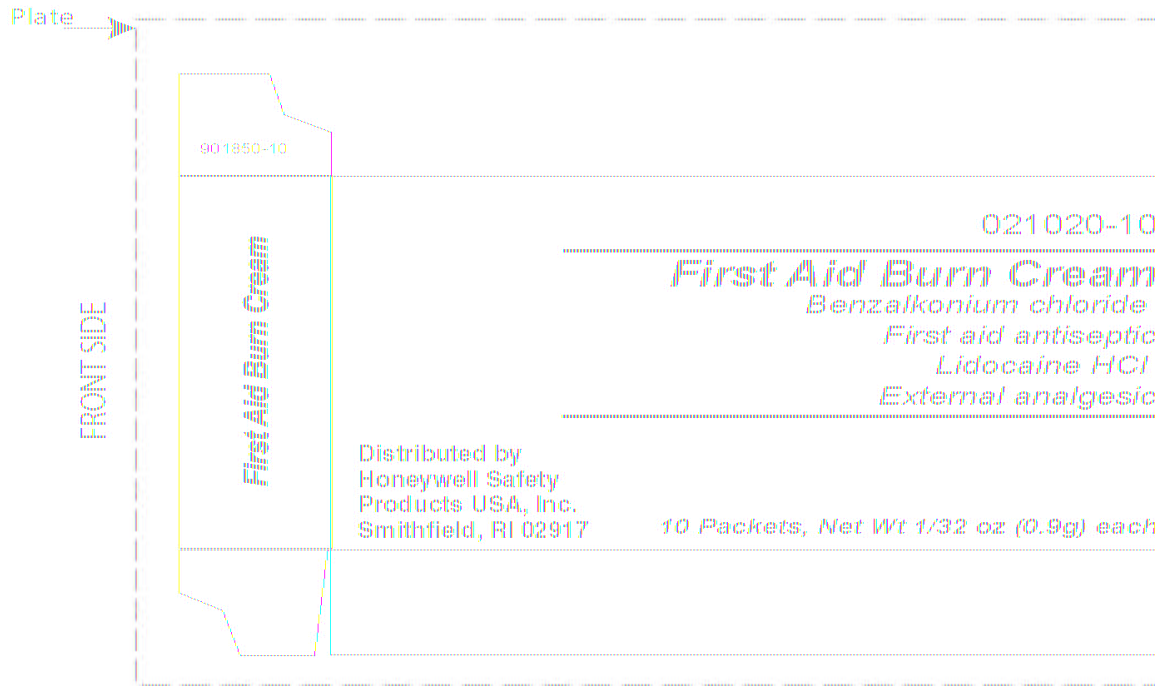 Plate
901850-10
FRONT SIDE
First Aid Burn Cream
021020-10
First Aid Burn Cream
Benzalkonium chloride
First aid antiseptic
Lidocaine HCl
External analgesic
Distributed by
Honeywell Safety
Products USA, Inc.
Smithfield, RI 02917
10 Packets, Net Wt 1/32 oz (0.9g) each